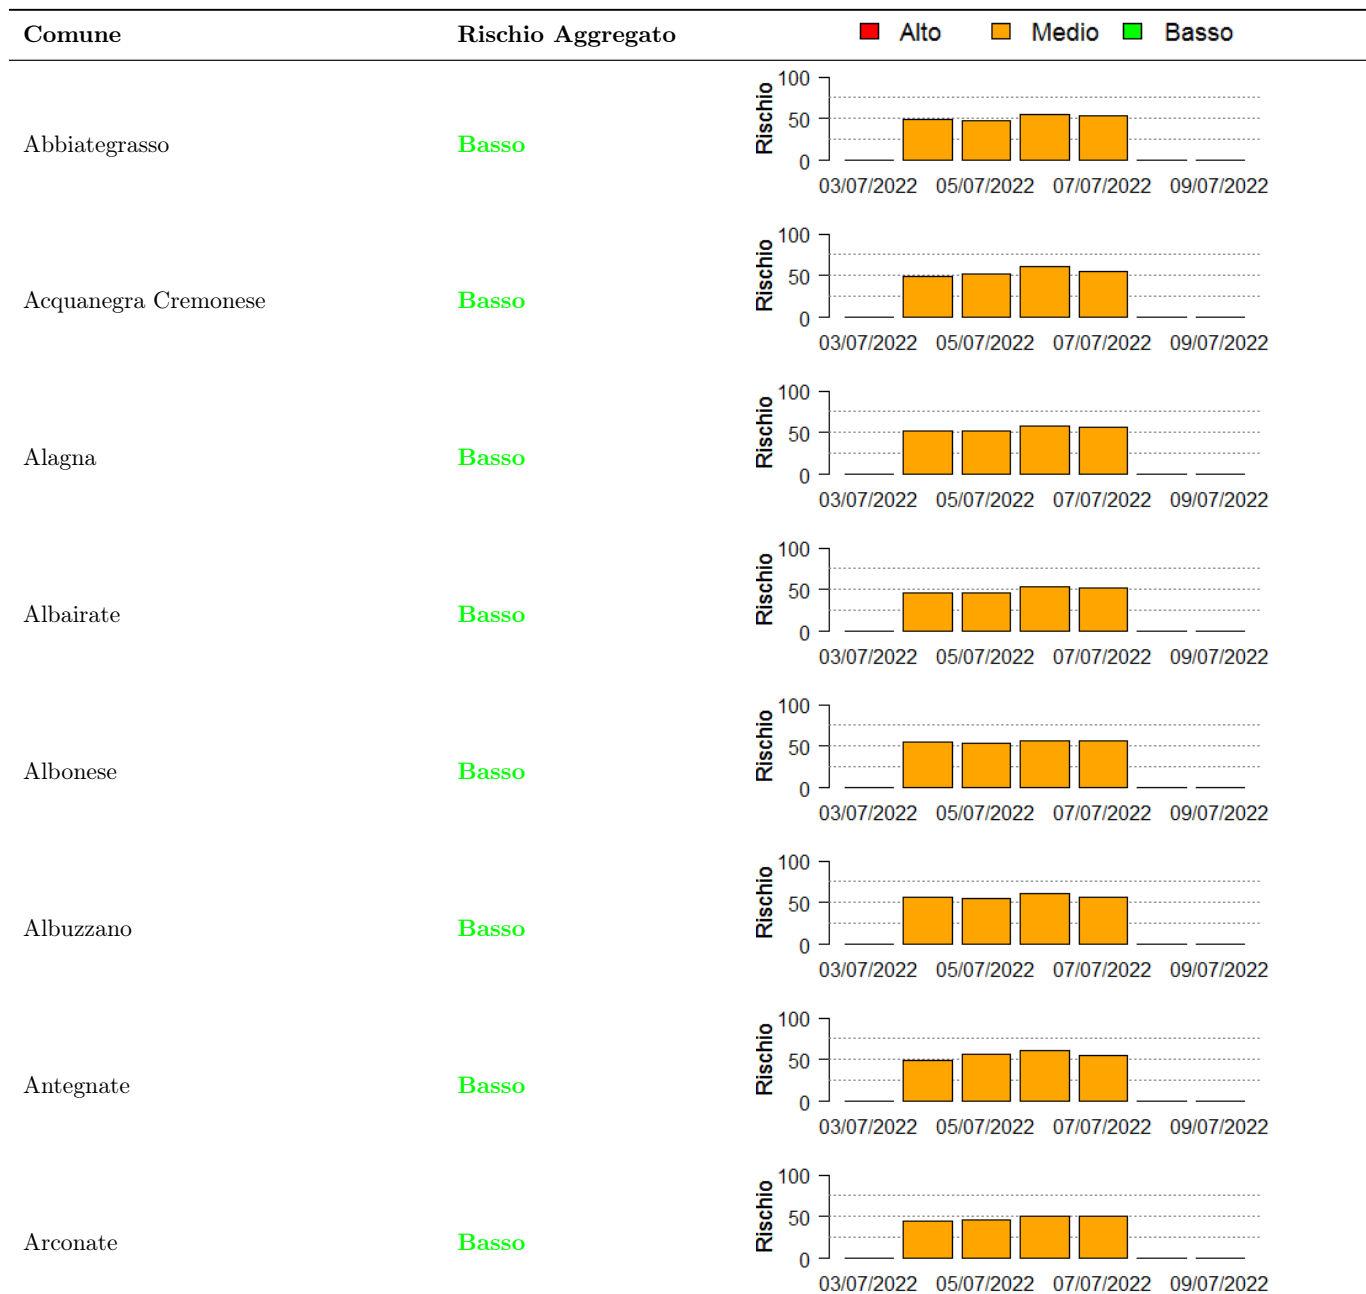 Comune Rischio Aggregato Alto Medio Basso
100
50
0
Rischio
Abbiategrasso Basso
03/07/2022 05/07/2022 07/07/2022 09/07/2022
100
50
0
Rischio
Acquanegra Cremonese Basso
03/07/2022 05/07/2022 07/07/2022 09/07/2022
100
50
0
Rischio
Alagna Basso
03/07/2022 05/07/2022 07/07/2022 09/07/2022
100
50
0
Rischio
Albairate Basso
03/07/2022 05/07/2022 07/07/2022 09/07/2022
100
50
0
Rischio
Albonese Basso
03/07/2022 05/07/2022 07/07/2022 09/07/2022
100
50
0
Rischio
Albuzzano Basso
03/07/2022 05/07/2022 07/07/2022 09/07/2022
100
50
0
Rischio
Antegnate Basso
03/07/2022 05/07/2022 07/07/2022 09/07/2022
100
50
0
Rischio
Arconate Basso
03/07/2022 05/07/2022 07/07/2022 09/07/2022